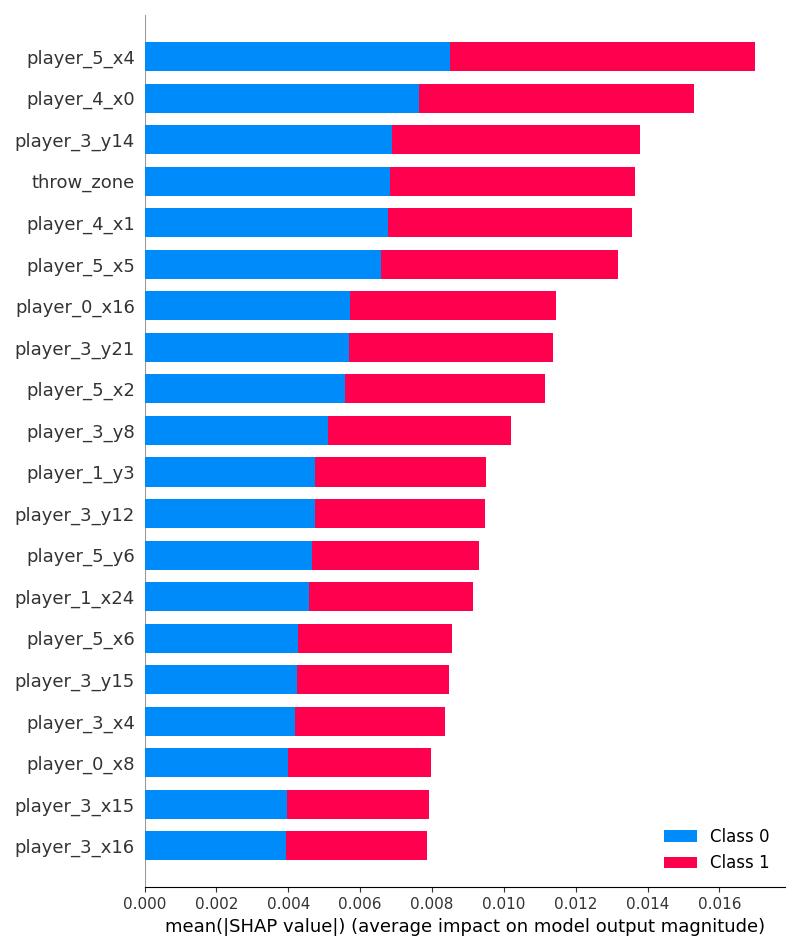 player_5_x4
player_4_x0
player_3_y14
throw_zone
player_4_x1
player_5_x5
player_0_x16
player_3_y21
player_5_x2
player_3_y8
player_1_y3
player_3_y12
player_5_y6
player_1_x24
player_5_x6
player_3_y15
player_3_x4
player_0_x8
player_3_x15
player_3_x16
Class 0
Class 1
0.000 0.002 0.004 0.006 0.008 0.010 0.012 0.014 0.016
mean(|SHAP value|) (average impact on model output magnitude)